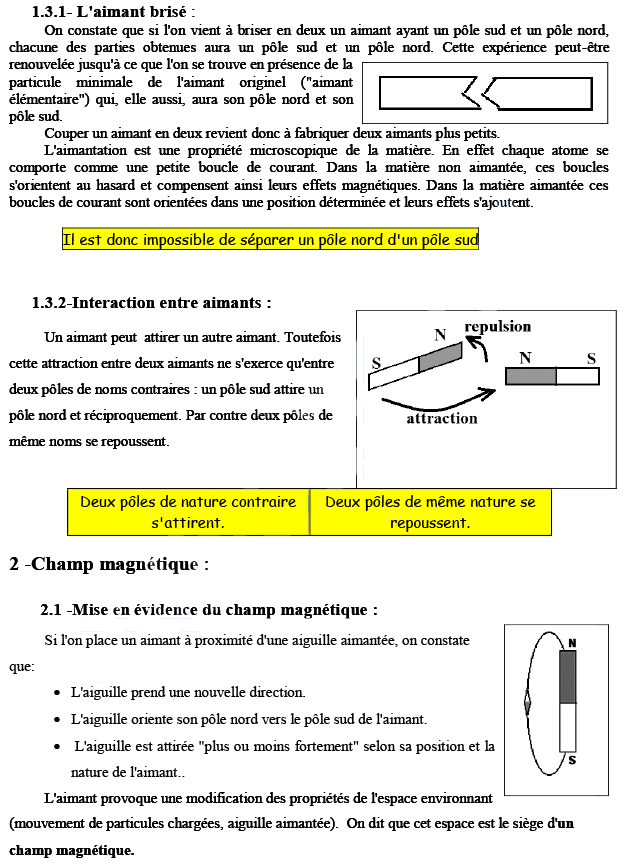 1.3.1- L'aimant brisé :
On constate que si l'on vient à briser en deux un aimant ayant un pôle sud et un pôle nord,
chacune des parties obtenues aura un pôle sud et un pôle nord. Cette expérience peut-être
renouvelée jusqu'à ce que l'on se trouve en présence de la
particule minimale de l'aimant originel ("aimant
élémentaire") qui, elle aussi, aura son pôle nord et son
pôle sud.
Couper un aimant en deux revient donc à fabriquer deux aimants plus petits.
L'aimantation est une propriété microscopique de la matière. En effet chaque atome se
comporte comme une petite boucle de courant. Dans la matière non aimantée, ces boucles
s'orientent au hasard et compensent ainsi leurs effets magnétiques. Dans la matière aimantée ces
boucles de courant sont orientées dans une position déterminée et leurs effets s'ajoutent.
Il est donc impossible de séparer un pôle nord d'un pôle sud
1.3.2-Interaction entre aimants :
Un aimant peut attirer un autre aimant. Toutefois
cette attraction entre deux aimants ne s'exerce qu'entre
deux pôles de noms contraires : un pôle sud attire un
pôle nord et réciproquement. Par contre deux pôles de
même noms se repoussent.
repulsion
N
S
N
S
attraction
Deux pôles de nature contraire
s'attirent.
Deux pôles de même nature se
repoussent.
2 -Champ magnétique :
2.1 -Mise en évidence du champ magnétique :
Si l'on place un aimant à proximité d'une aiguille aimantée, on constate
que:
• L'aiguille prend une nouvelle direction.
• L'aiguille oriente son pôle nord vers le pôle sud de l'aimant.
• L'aiguille est attirée "plus ou moins fortement" selon sa position et la
nature de l'aimant..
N
S
L'aimant provoque une modification des propriétés de l'espace environnant
(mouvement de particules chargées, aiguille aimantée). On dit que cet espace est le siège d'un
champ magnétique.